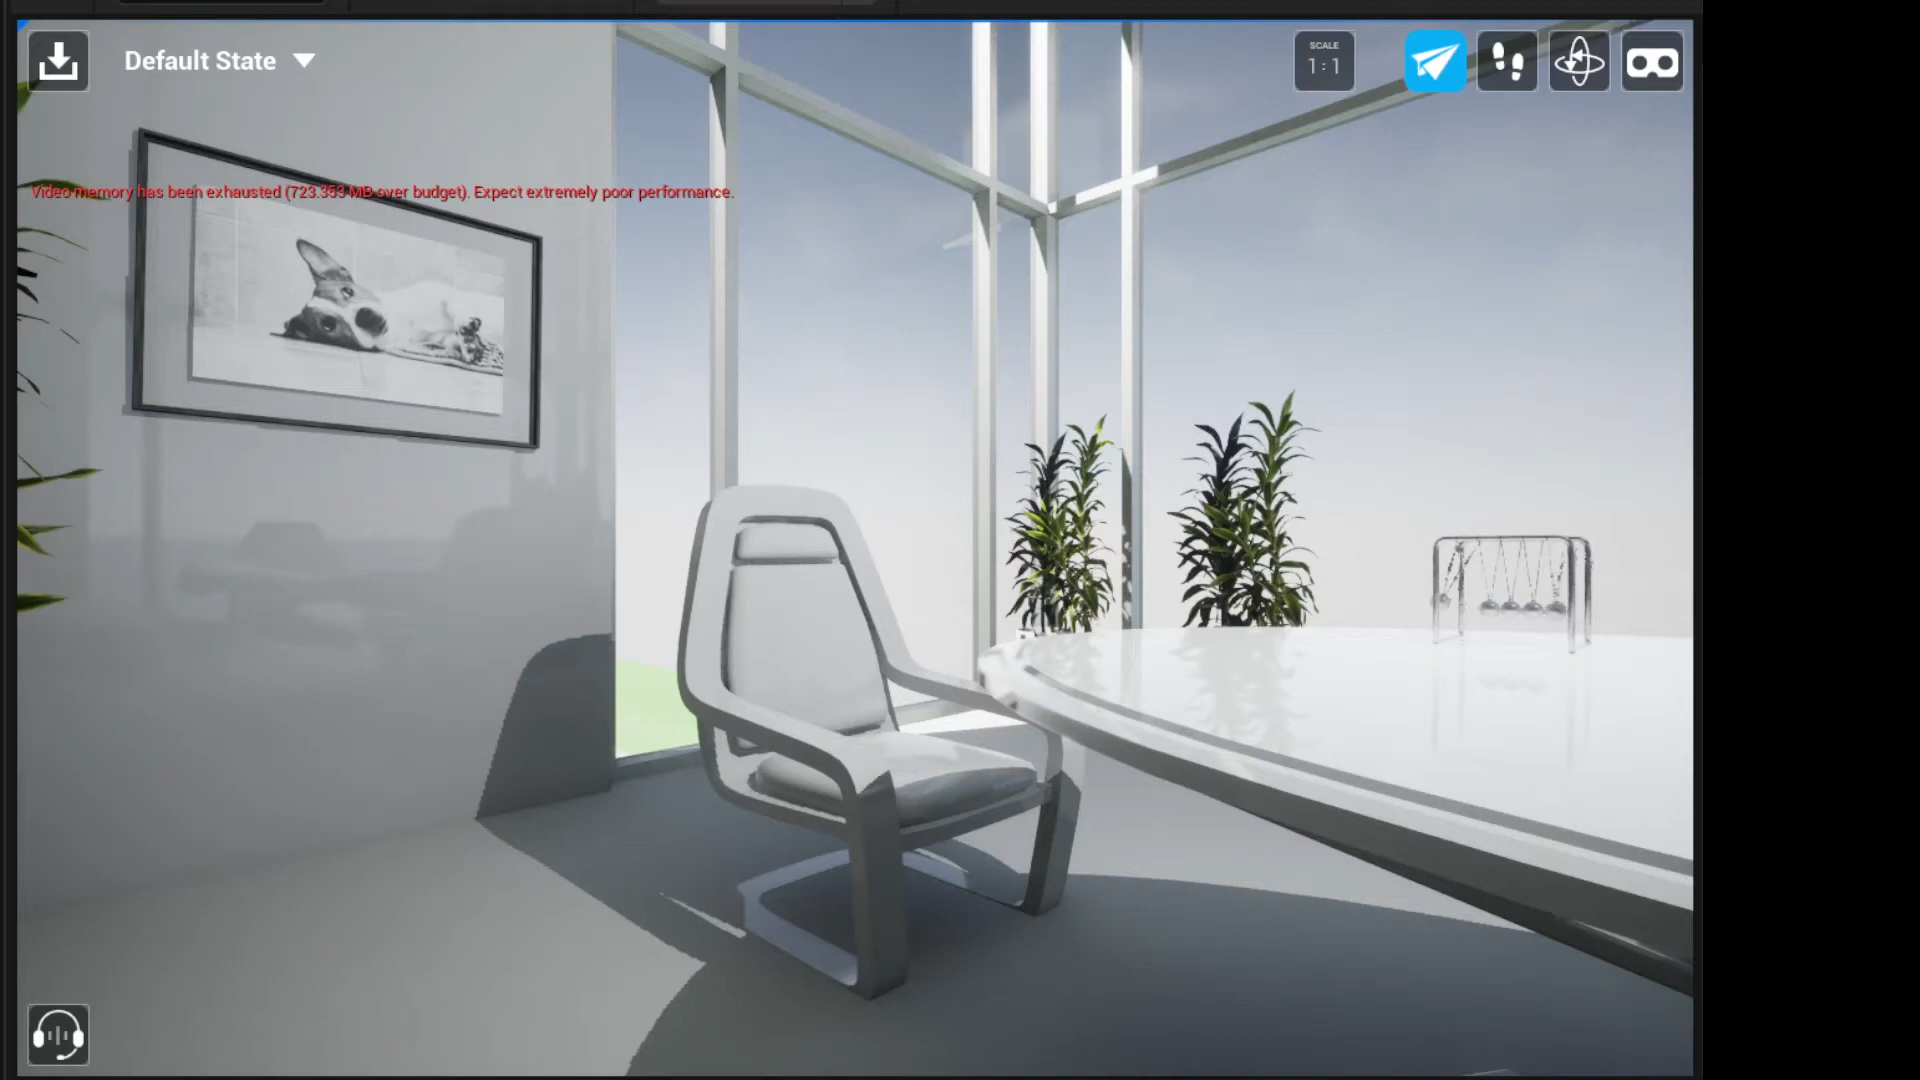 Default State
SCALE
1:1
Video memory has been exhausted (723.353 MB over budget). Expect extremely poor performance.